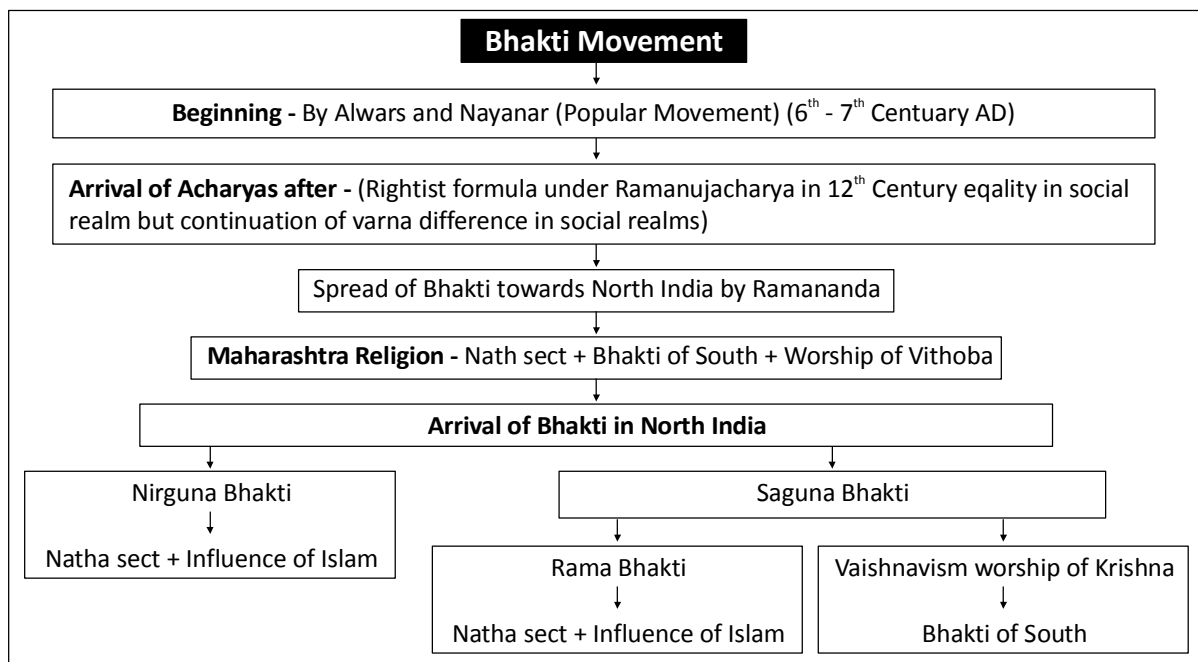 Bhakti Movement
Beginning - By Alwars and Nayanar (Popular Movement) (6th - 7th Centuary AD)
Arrival of Acharyas after - (Rightist formula under Ramanujacharya in 12th Century eqality in social
realm but continuation of varna difference in social realms)
Spread of Bhakti towards North India by Ramananda
Maharashtra Religion - Nath sect + Bhakti of South + Worship of Vithoba
Arrival of Bhakti in North India
Nirguna Bhakti
Natha sect + Influence of Islam
Saguna Bhakti
Rama Bhakti
Natha sect + Influence of Islam
Vaishnavism worship of Krishna
Bhakti of South